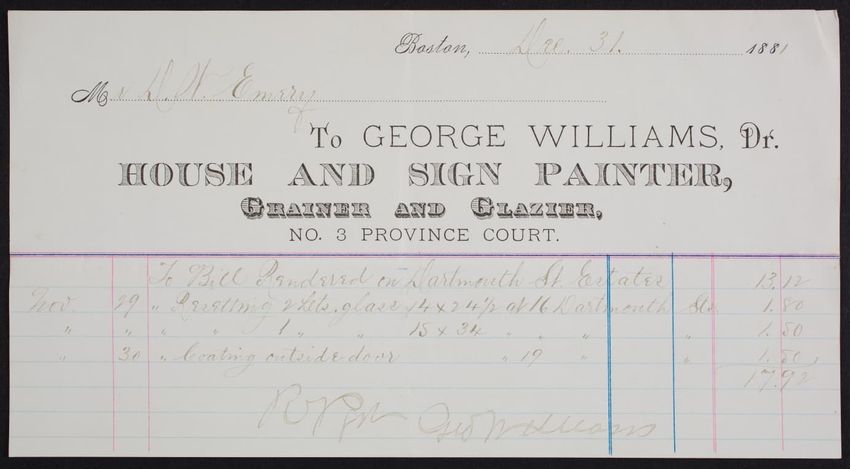 Boston, Dec. 31. 1881
Mr D. W. Emery
To GEORGE WILLIAMS, Dr.
HOUSE AND SIGN PAINTER,
GRAINER AND GLAZIER,
NO. 3 PROVINCE COURT.
To Bill Rendered on Dartmouth St. Estates 13.12
Nov. 29 " Resetting 2 Lts. glass 14 x 24 1/2 at 16 Dartmouth Sts 1.80
" " " " 1 " " 15 x 34 " " " " 1.50
" 30 " Coating outside door " 19 " " 1.50
17.92
Geo Williams